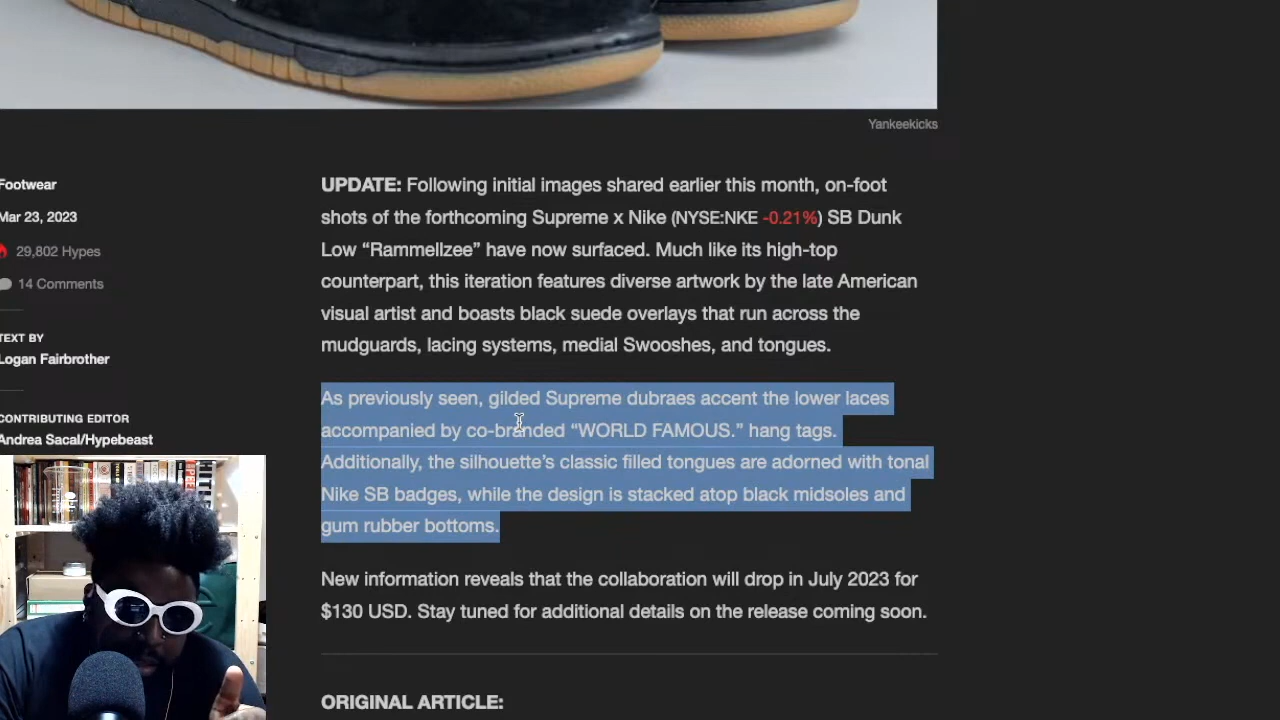 Yankeekicks
Footwear
Mar 23, 2023
29,802 Hypes
14 Comments
TEXT BY
Logan Fairbrother
CONTRIBUTING EDITOR
Andrea Sacal/Hypebeast
UPDATE: Following initial images shared earlier this month, on-foot
shots of the forthcoming Supreme x Nike (NYSE:NKE -0.21%) SB Dunk
Low “Rammellzee” have now surfaced. Much like its high-top
counterpart, this iteration features diverse artwork by the late American
visual artist and boasts black suede overlays that run across the
mudguards, lacing systems, medial Swooshes, and tongues.
As previously seen, gilded Supreme dubraes accent the lower laces
accompanied by co-branded “WORLD FAMOUS.” hang tags.
Additionally, the silhouette’s classic filled tongues are adorned with tonal
Nike SB badges, while the design is stacked atop black midsoles and
gum rubber bottoms.
New information reveals that the collaboration will drop in July 2023 for
$130 USD. Stay tuned for additional details on the release coming soon.
ORIGINAL ARTICLE: